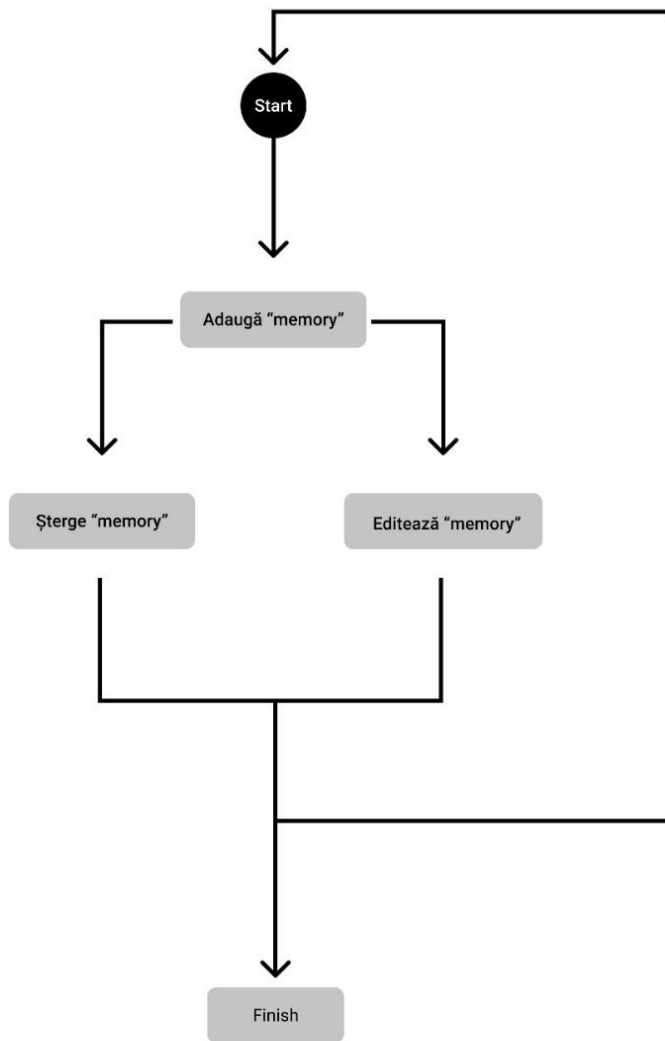 Start
Adaugă “memory”
Șterge “memory”
Editează “memory”
Finish